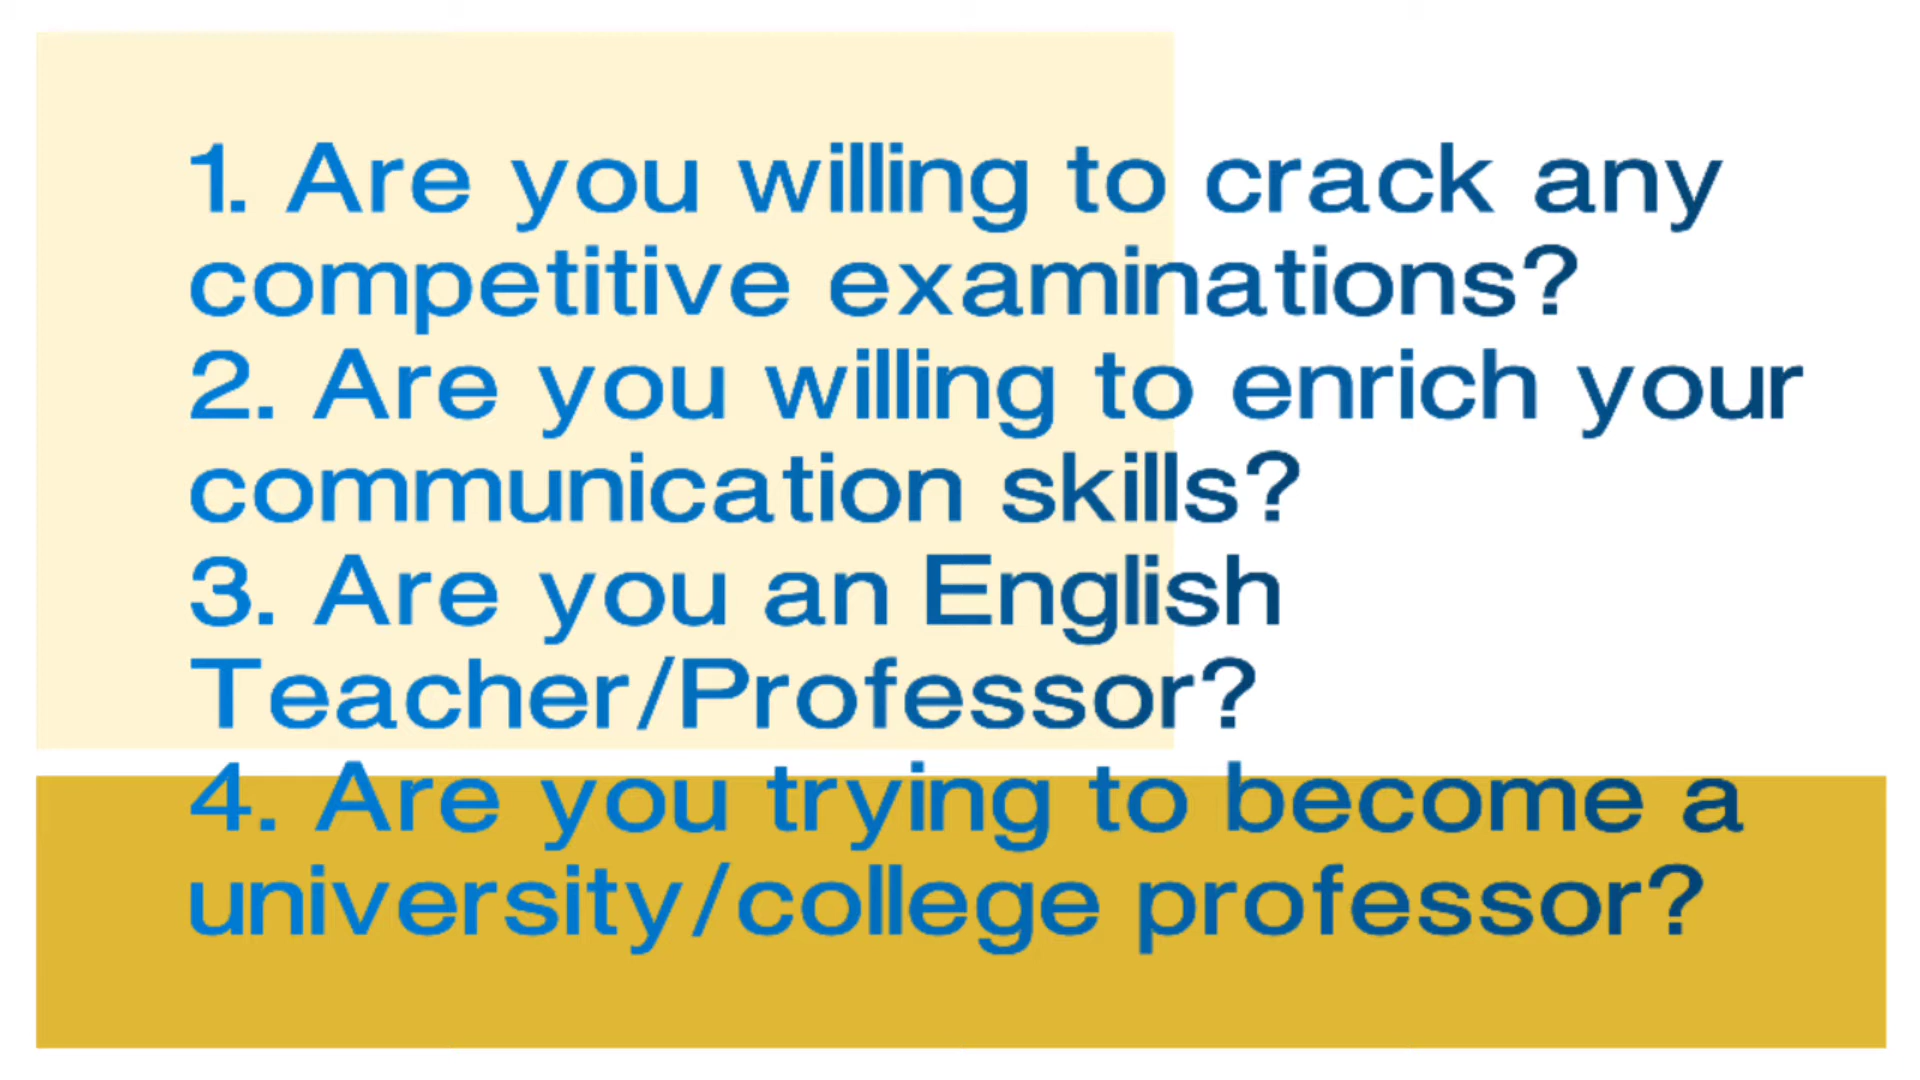 1. Are you willing to crack any
competitive examinations?
2. Are you willing to enrich your
communication skills?
3. Are you an English
Teacher/Professor?
4. Are you trying to become a
university/college professor?